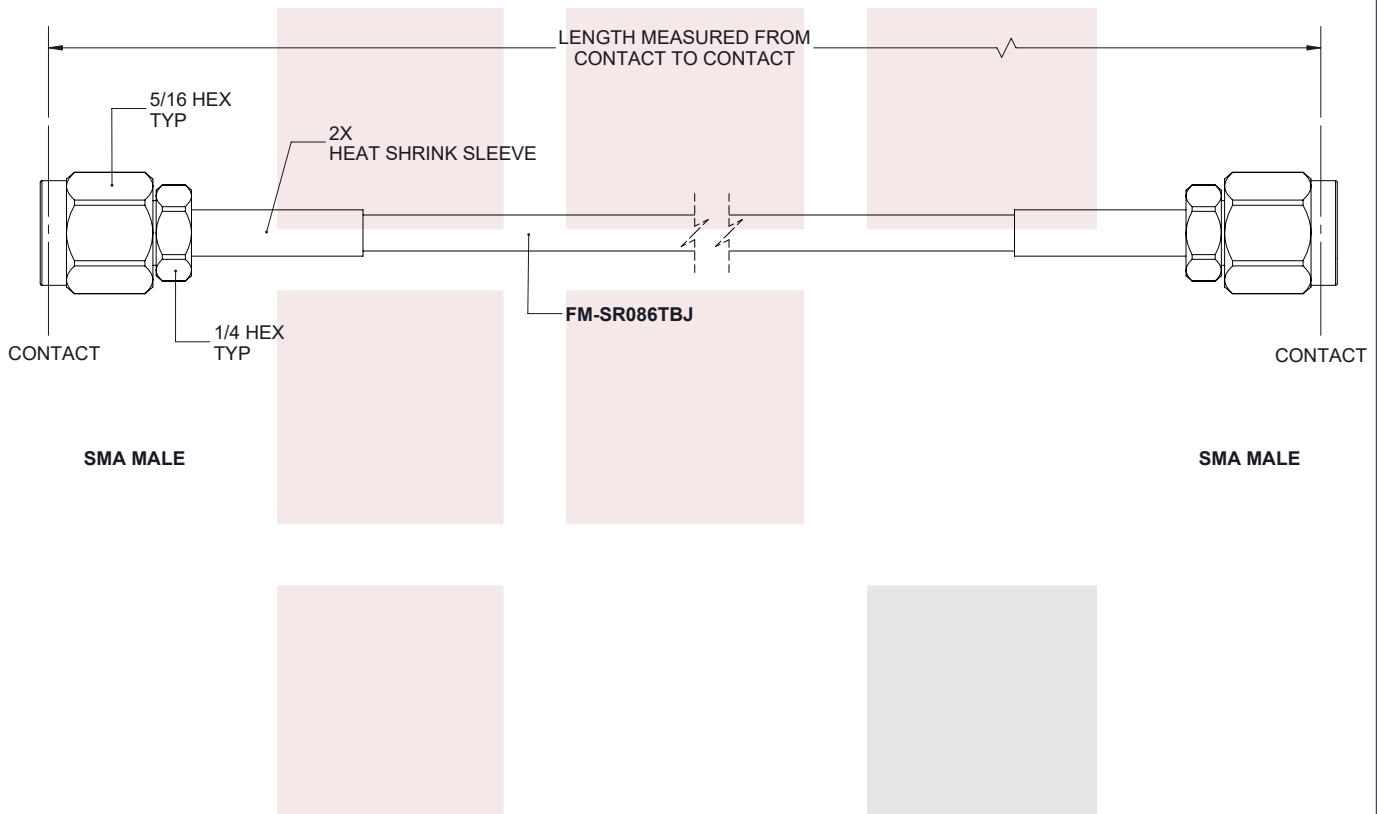 LENGTH MEASURED FROM
CONTACT TO CONTACT
5/16 HEX
TYP
2X
HEAT SHRINK SLEEVE
FM-SR086TBJ
1/4 HEX
TYP
CONTACT
CONTACT
SMA MALE
SMA MALE